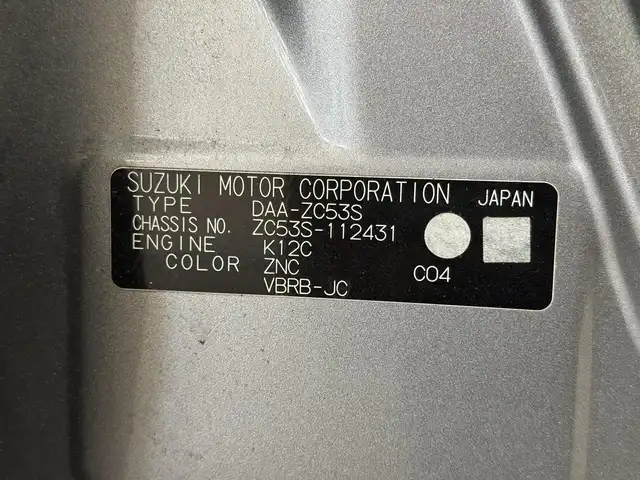 SUZUKI MOTOR CORPORATION JAPAN
TYPE DAA-ZC53S
CHASSIS NO. ZC53S-112431
ENGINE K12C
COLOR ZNC C04
VBRB-JC